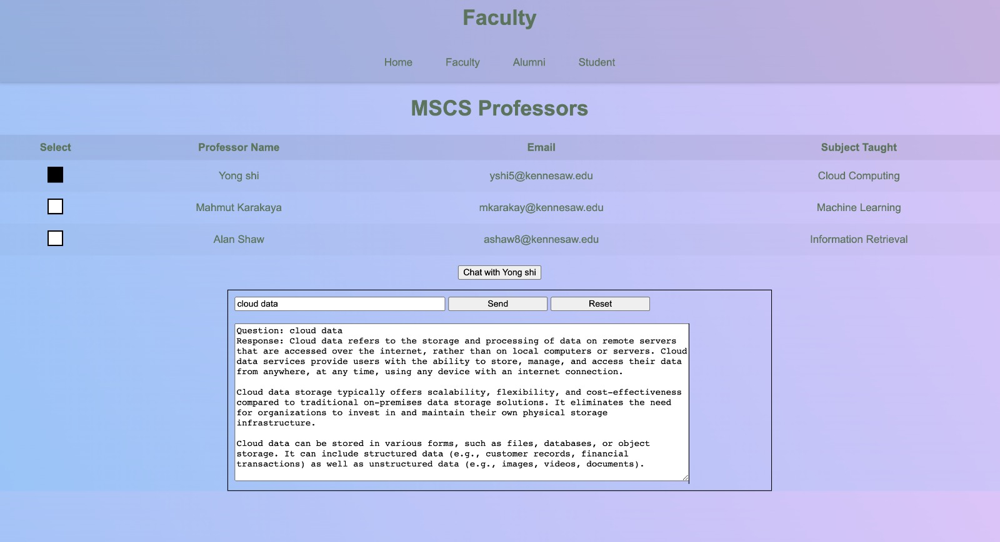 Faculty
Home Faculty Alumni Student
MSCS Professors
Select Professor Name Email Subject Taught
Yong shi yshi5@kennesaw.edu Cloud Computing
Mahmut Karakaya mkarakay@kennesaw.edu Machine Learning
Alan Shaw ashaw8@kennesaw.edu Information Retrieval
Chat with Yong shi
cloud data Send Reset
Question: cloud data
Response: Cloud data refers to the storage and processing of data on remote servers
that are accessed over the internet, rather than on local computers or servers. Cloud
data services provide users with the ability to store, manage, and access their data
from anywhere, at any time, using any device with an internet connection.
Cloud data storage typically offers scalability, flexibility, and cost-effectiveness
compared to traditional on-premises data storage solutions. It eliminates the need
for organizations to invest in and maintain their own physical storage
infrastructure.
Cloud data can be stored in various forms, such as files, databases, or object
storage. It can include structured data (e.g., customer records, financial
transactions) as well as unstructured data (e.g., images, videos, documents).